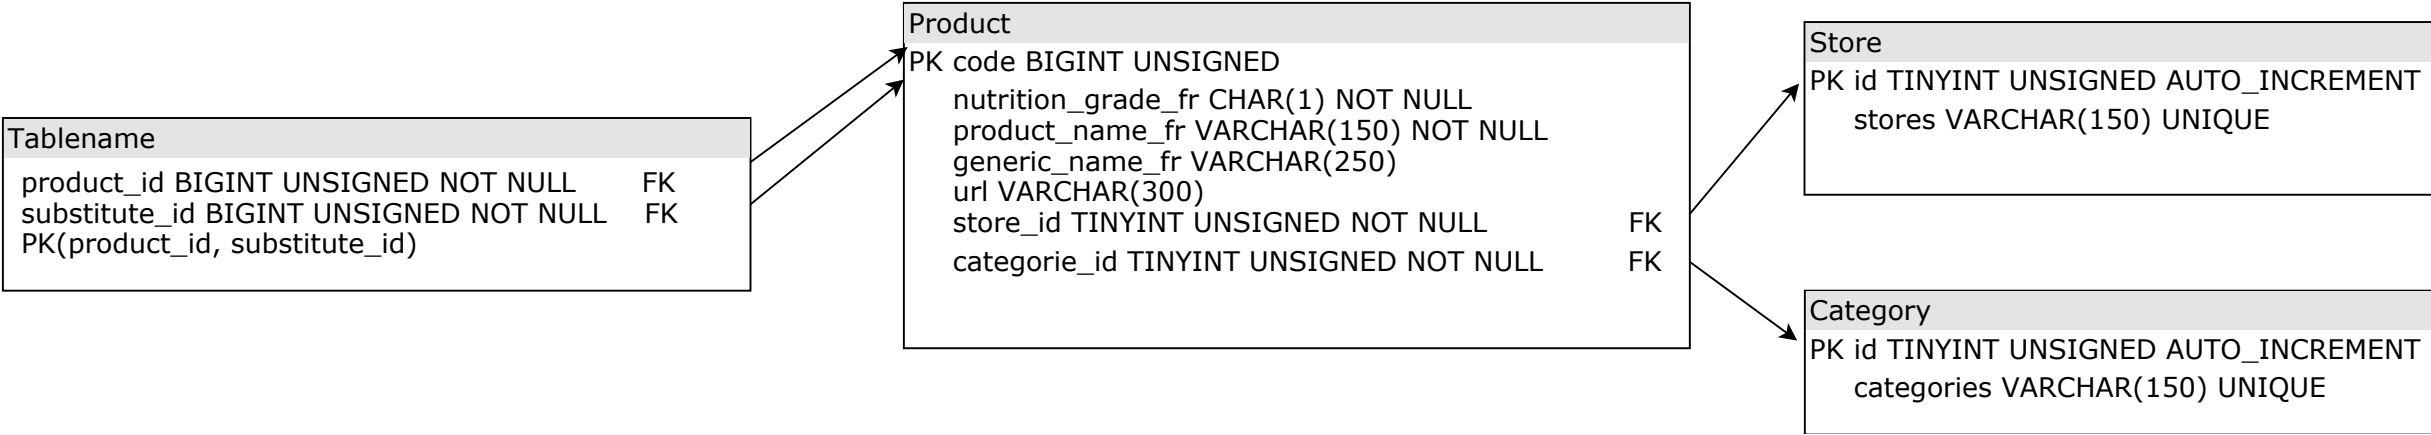 Tablename
product_id BIGINT UNSIGNED NOT NULL FK
substitute_id BIGINT UNSIGNED NOT NULL FK
PK(product_id, substitute_id)
Product
PK code BIGINT UNSIGNED
nutrition_grade_fr CHAR(1) NOT NULL
product_name_fr VARCHAR(150) NOT NULL
generic_name_fr VARCHAR(250)
url VARCHAR(300)
store_id TINYINT UNSIGNED NOT NULL FK
categorie_id TINYINT UNSIGNED NOT NULL FK
Store
PK id TINYINT UNSIGNED AUTO_INCREMENT
stores VARCHAR(150) UNIQUE
Category
PK id TINYINT UNSIGNED AUTO_INCREMENT
categories VARCHAR(150) UNIQUE